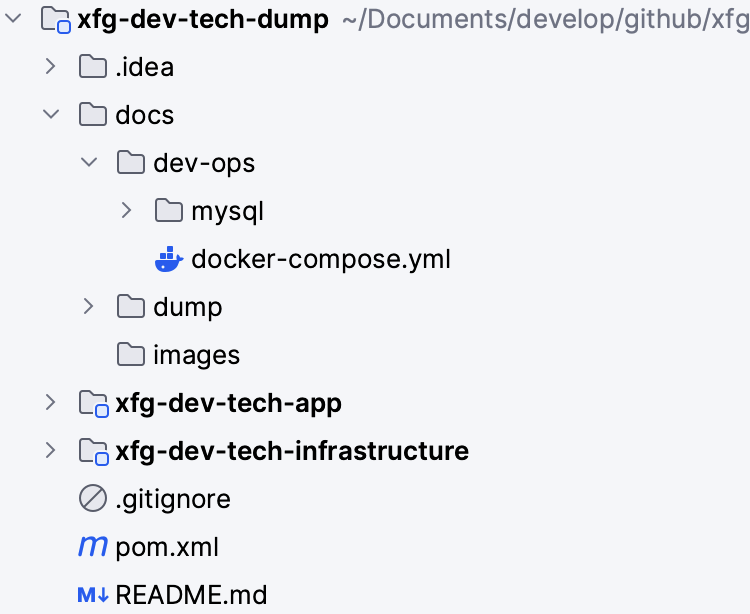 xfg-dev-tech-dump ~/Documents/develop/github/xfg
.idea
docs
dev-ops
mysql
docker-compose.yml
dump
images
xfg-dev-tech-app
xfg-dev-tech-infrastructure
.gitignore
m pom.xml
M↓ README.md